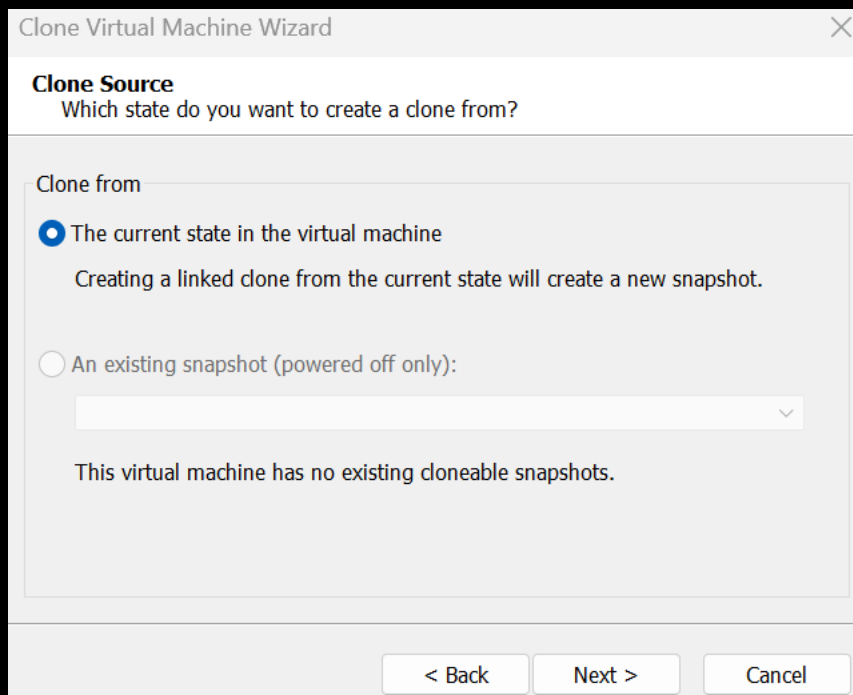 Clone Virtual Machine Wizard
Clone Source
Which state do you want to create a clone from?
Clone from
The current state in the virtual machine
Creating a linked clone from the current state will create a new snapshot.
An existing snapshot (powered off only):
This virtual machine has no existing cloneable snapshots.
< Back
Next >
Cancel